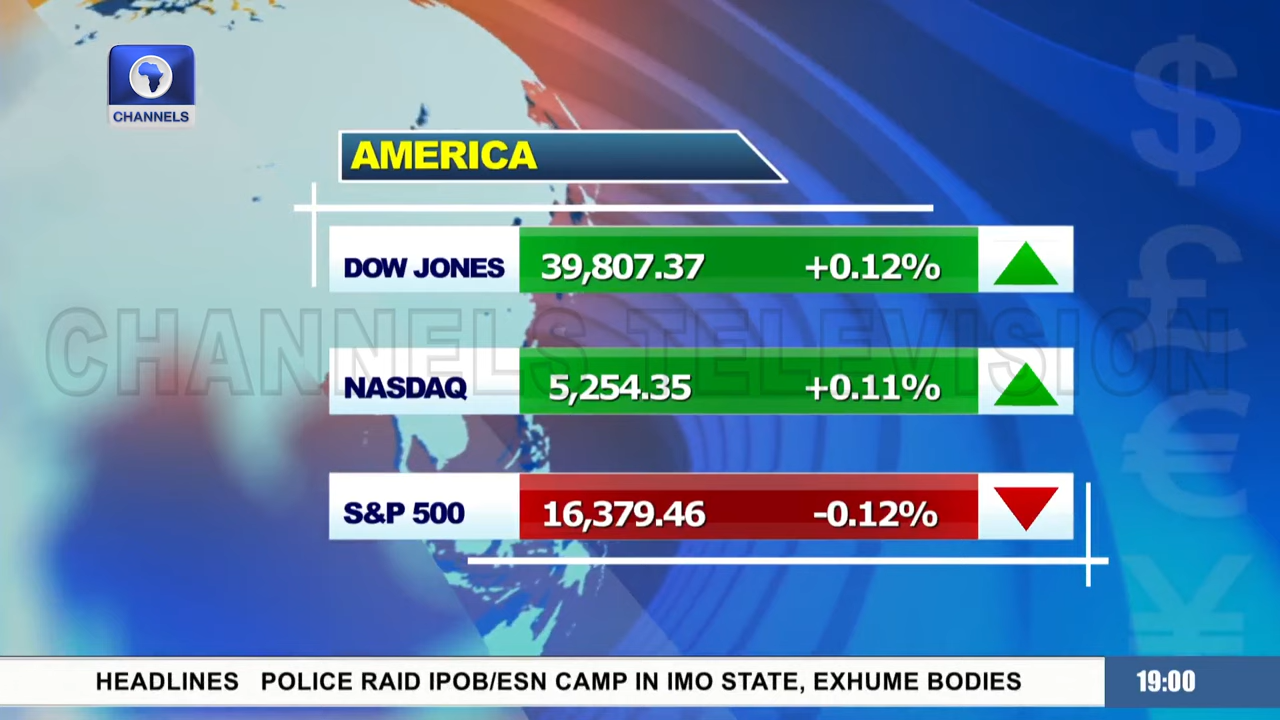 CHANNELS
AMERICA
DOW JONES 39,807.37 +0.12%
CHANNELS TELEVISION
NASDAQ 5,254.35 +0.11%
S&P 500 16,379.46 -0.12%
$
£
€
¥
HEADLINES POLICE RAID IPOB/ESN CAMP IN IMO STATE, EXHUME BODIES 19:00